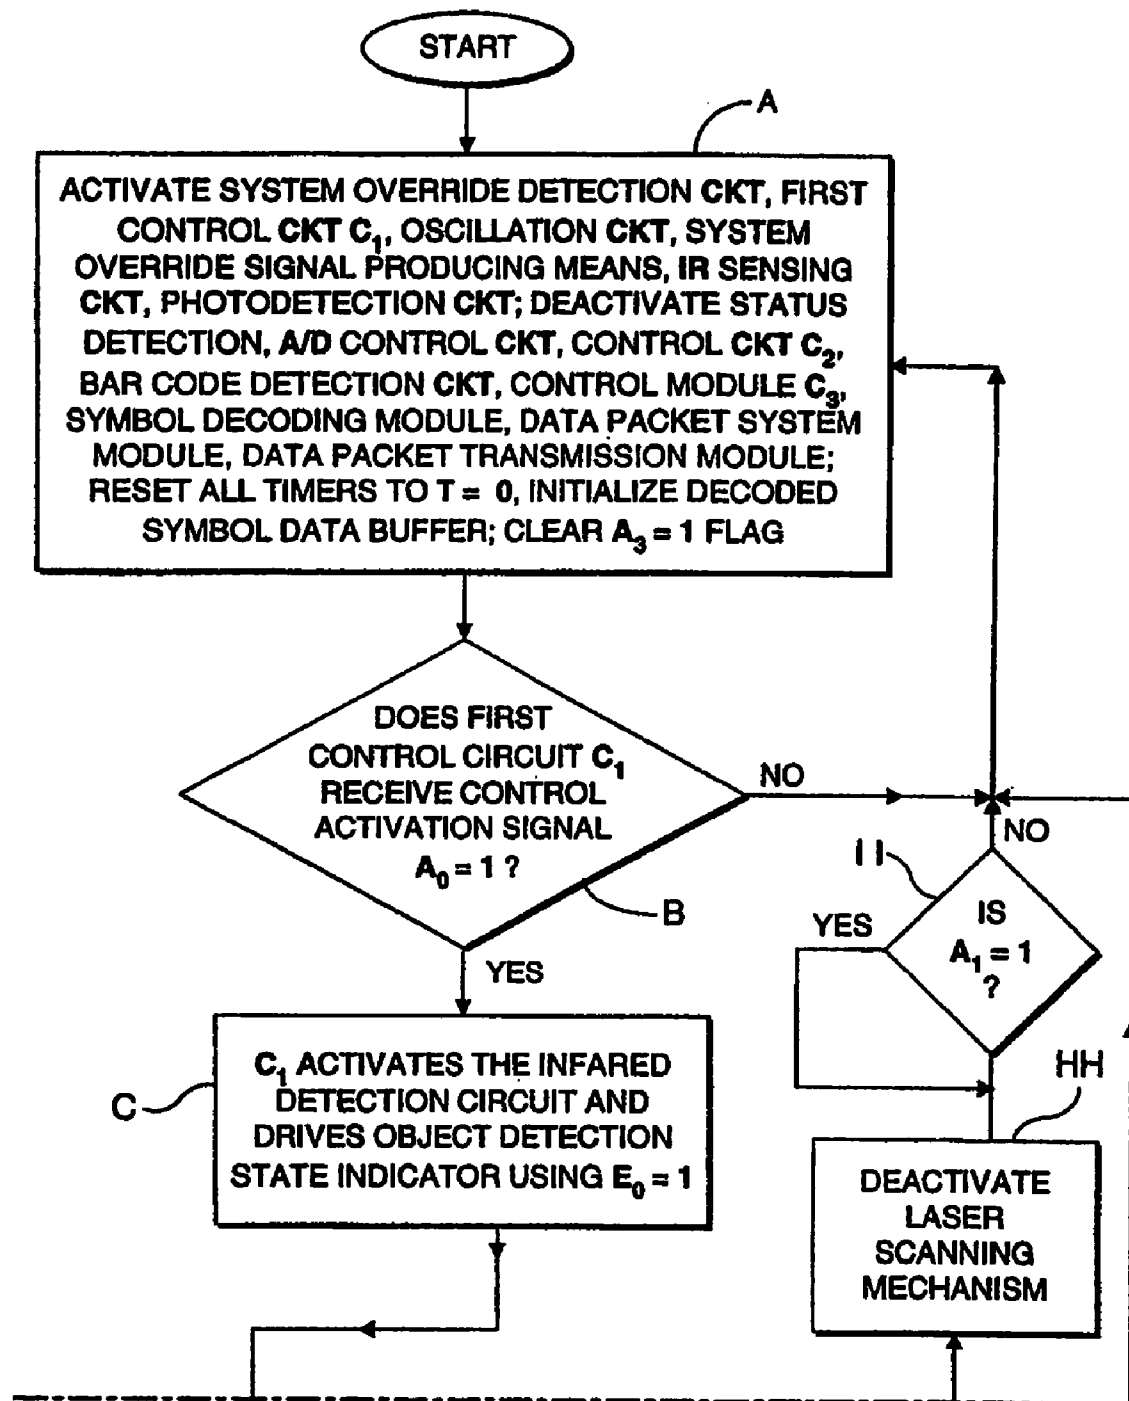 START
A
ACTIVATE SYSTEM OVERRIDE DETECTION CKT, FIRST
CONTROL CKT C₁, OSCILLATION CKT, SYSTEM
OVERRIDE SIGNAL PRODUCING MEANS, IR SENSING
CKT, PHOTODETECTION CKT; DEACTIVATE STATUS
DETECTION, A/D CONTROL CKT, CONTROL CKT C₂,
BAR CODE DETECTION CKT, CONTROL MODULE C₃,
SYMBOL DECODING MODULE, DATA PACKET SYSTEM
MODULE, DATA PACKET TRANSMISSION MODULE;
RESET ALL TIMERS TO T = 0, INITIALIZE DECODED
SYMBOL DATA BUFFER; CLEAR A₃ = 1 FLAG
DOES FIRST
CONTROL CIRCUIT C₁
RECEIVE CONTROL
ACTIVATION SIGNAL
A₀ = 1 ?
NO
B
YES
C
C₁ ACTIVATES THE INFARED
DETECTION CIRCUIT AND
DRIVES OBJECT DETECTION
STATE INDICATOR USING E₀ = 1
NO
II
YES
IS
A₁ = 1
?
HH
DEACTIVATE
LASER
SCANNING
MECHANISM